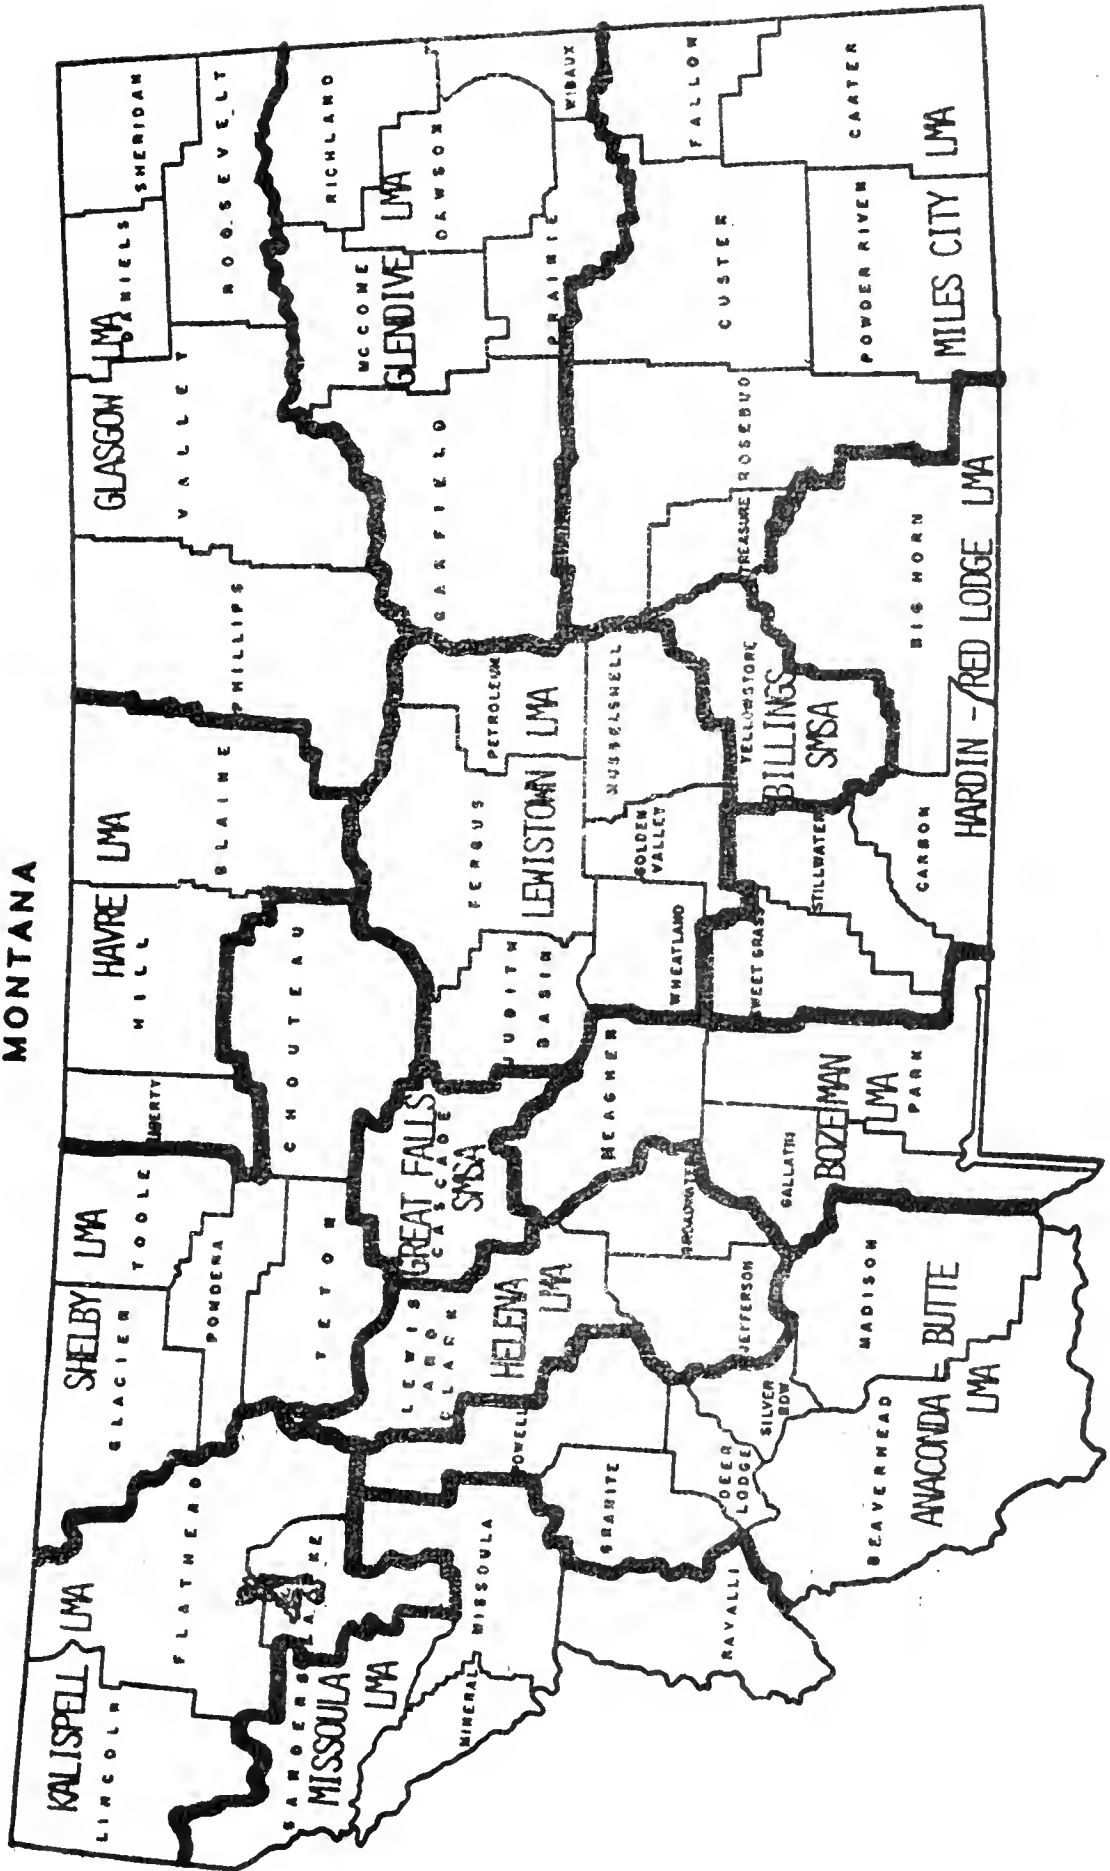 MONTANA
KALISPELL
LMA
LINCOLN
FLATHEAD
SHELBY
LMA
GLACIER
TOOLE
POWDERA
LIBERTY
HAVRE
LMA
HILL
BLAINE
PHILLIPS
GLASGOW
LMA
VALLEY
DANIELS
SHERIDAN
ROOSEVELT
SANDERS
LAKE
MISSOULA
LMA
MINERAL
MISSOULA
RAVALLI
TETON
CHOUTEAU
LEWIS
AND
CLARK
GREAT FALLS
CASCADE
SMSA
HELENA
LMA
POWELL
GRANITE
DEER
LODGE
SILVER
BOW
JEFFERSON
BROADWATER
MEAGHER
JUDITH
BASIN
FERGUS
LEWISTOWN
LMA
PETROLEUM
GARFIELD
MCCONE
GLENDIVE
LMA
RICHLAND
DAWSON
WIBAUX
PRAIRIE
WHEATLAND
GOLDEN
VALLEY
MUSSELSHELL
BEAVERHEAD
ANACONDA BUTTE
LMA
MADISON
GALLATIN
BOZEMAN
LMA
PARK
SWEET GRASS
STILLWATER
CARBON
YELLOWSTORE
BILLINGS
SMSA
TREASURE
ROSEBUD
BIG HORN
HARDIN -/RED LODGE LMA
CUSTER
FALLOW
POWDER RIVER
CARTER
MILES CITY LMA